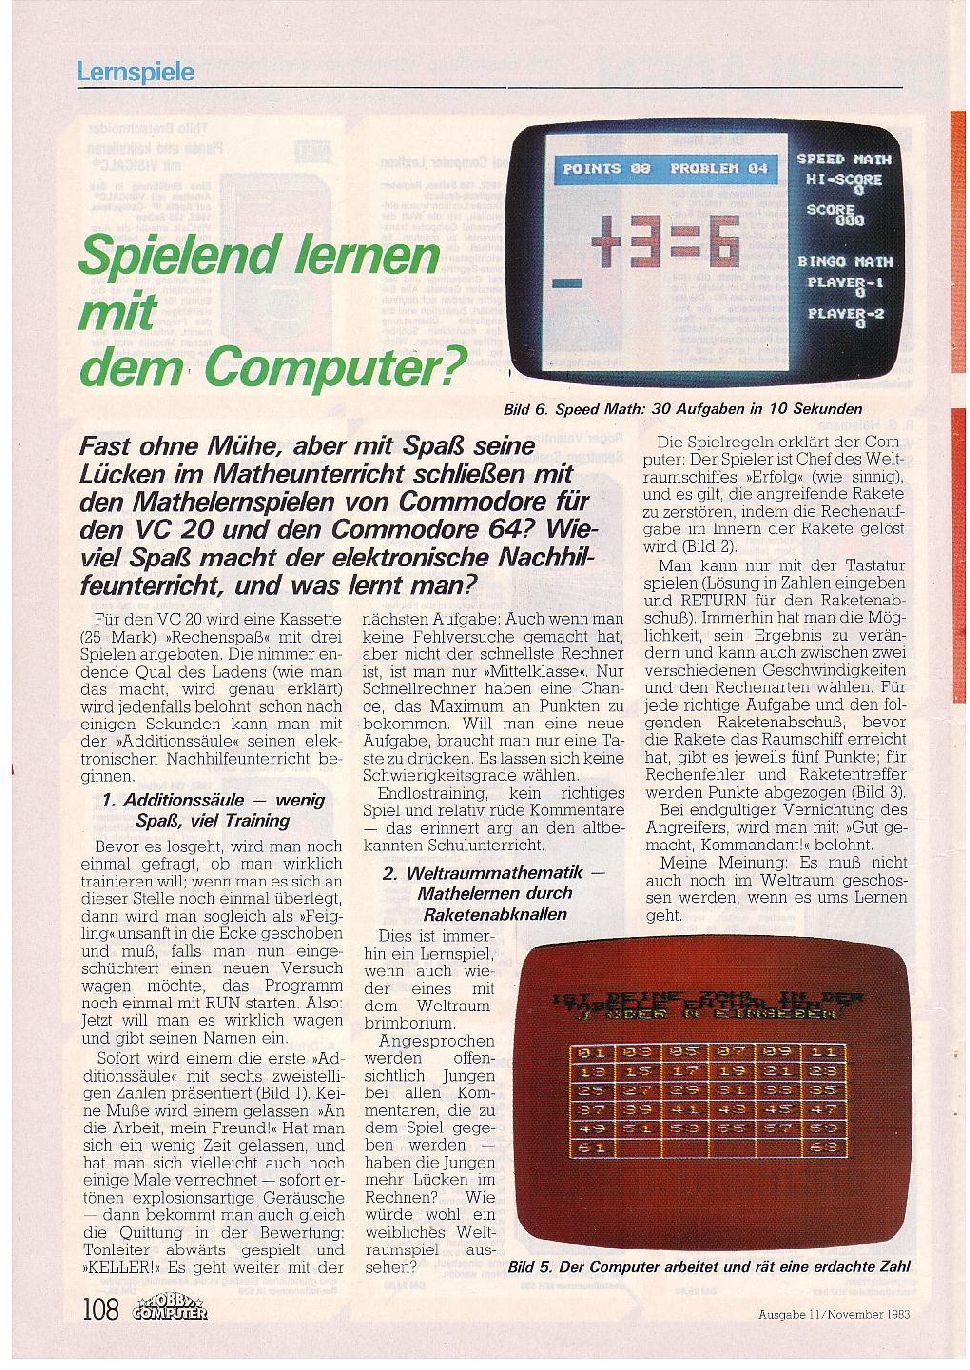 Lernspiele
Spielend lernen
mit
dem Computer?
POINTS 00 PROBLEM 04
+3=6
SPEED MATH
HI-SCORE
0
SCORE
000
BINGO MATH
PLAYER-1
0
PLAYER-2
0
Bild 6. Speed Math: 30 Aufgaben in 10 Sekunden
Fast ohne Mühe, aber mit Spaß seine
Lücken im Matheunterricht schließen mit
den Mathelernspielen von Commodore für
den VC 20 und den Commodore 64? Wie-
viel Spaß macht der elektronische Nachhil-
feunterricht, und was lernt man?
Für den VC 20 wird eine Kassette
(25 Mark) »Rechenspaß« mit drei
Spielen angeboten. Die nimmer en-
dende Qual des Ladens (wie man
das macht, wird genau erklärt)
wird jedenfalls belohnt schon nach
einigen Sekunden kann man mit
der »Additionssäule« seinen elek-
tronischer Nachhilfeunterricht be-
ginnen.
1. Additionssäule — wenig
Spaß, viel Training
Bevor es losgeht, wird man noch
einmal gefragt, ob man wirklich
trainieren will; wenn man es sich an
dieser Stelle noch einmal überlegt,
dann wird man sogleich als »Feig-
ling« unsanft in die Ecke geschoben
und muß, falls man nun einge-
schüchtert einen neuen Versuch
wagen möchte, das Programm
noch einmal mit RUN starten. Also:
Jetzt will man es wirklich wagen
und gibt seinen Namen ein.
Sofort wird einem die erste »Ad-
ditionssäule« mit sechs zweistelli-
gen Zahlen präsentiert (Bild 1). Kei-
ne Muße wird einem gelassen »An
die Arbeit, mein Freund!« Hat man
sich ein wenig Zeit gelassen, und
hat man sich vielleicht auch noch
einige Male verrechnet — sofort er-
tönen explosionsartige Geräusche
— dann bekommt man auch gleich
die Quittung in der Bewertung:
Tonleiter abwärts gespielt und
»KELLER!« Es geht weiter mit der
nächsten Aufgabe: Auch wenn man
keine Fehlversuche gemacht hat,
aber nicht der schnellste Rechner
ist, ist man nur »Mittelklasse«. Nur
Schnellrechner haben eine Chan-
ce, das Maximum an Punkten zu
bekommen. Will man eine neue
Aufgabe, braucht man nur eine Ta-
ste zu drücken. Es lassen sich keine
Schwierigkeitsgrade wählen.
Endlostraining, kein richtiges
Spiel und relativ rüde Kommentare
— das erinnert arg an den altbe-
kannten Schulunterricht.
2. Weltraummathematik —
Mathelernen durch
Raketenabknallen
Dies ist immer-
hin ein Lernspiel,
wenn auch wie-
der eines mit
dem Weltraum
brimborium.
Angesprochen
werden offen-
sichtlich Jungen
bei allen Kom-
mentaren, die zu
dem Spiel gege-
ben werden —
haben die Jungen
mehr Lücken im
Rechnen? Wie
würde wohl ein
weibliches Welt-
raumspiel aus-
sehen?
Die Spielregeln erklärt der Com
puter: Der Spieler ist Chef des Welt-
raumschiffes »Erfolg« (wie sinnig),
und es gilt, die angreifende Rakete
zu zerstören, indem die Rechenauf-
gabe im Innern der Rakete gelöst
wird (Bild 2).
Man kann nur mit der Tastatur
spielen (Lösung in Zahlen eingeben
und RETURN für den Raketenab-
schuß). Immerhin hat man die Mög-
lichkeit, sein Ergebnis zu verän-
dern und kann auch zwischen zwei
verschiedenen Geschwindigkeiten
und den Rechenarten wählen. Für
jede richtige Aufgabe und den fol-
genden Raketenabschuß, bevor
die Rakete das Raumschiff erreicht
hat, gibt es jeweils fünf Punkte; für
Rechenfehler und Raketentreffer
werden Punkte abgezogen (Bild 3).
Bei endgültiger Vernichtung des
Angreifers, wird man mit: »Gut ge-
macht, Kommandant!« belohnt.
Meine Meinung: Es muß nicht
auch noch im Weltraum geschos-
sen werden, wenn es ums Lernen
geht.
IST DEINE ZOHL IN DER
TABELLE ENTHALTEN?
J ODER N EINGEBEN!
01 03 05 07 09 11
13 15 17 19 21 23
25 27 29 31 33 35
37 39 41 43 45 47
49 51 53 55 57 59
61 63
Bild 5. Der Computer arbeitet und rät eine erdachte Zahl
108 HOBBY COMPUTER
Ausgabe 11/November 1983